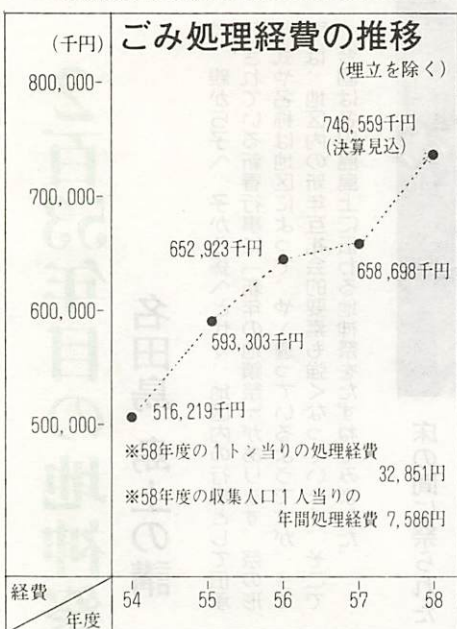 (千円)
ごみ処理経費の推移
(埋立を除く)
800,000
746,559千円
(決算見込)
700,000
652,923千円
658,698千円
600,000
593,303千円
516,219千円
500,000
※58年度の1トン当りの処理経費
32,851円
※58年度の収集人口1人当りの
年間処理経費 7,586円
経費
年度
54 55 56 57 58